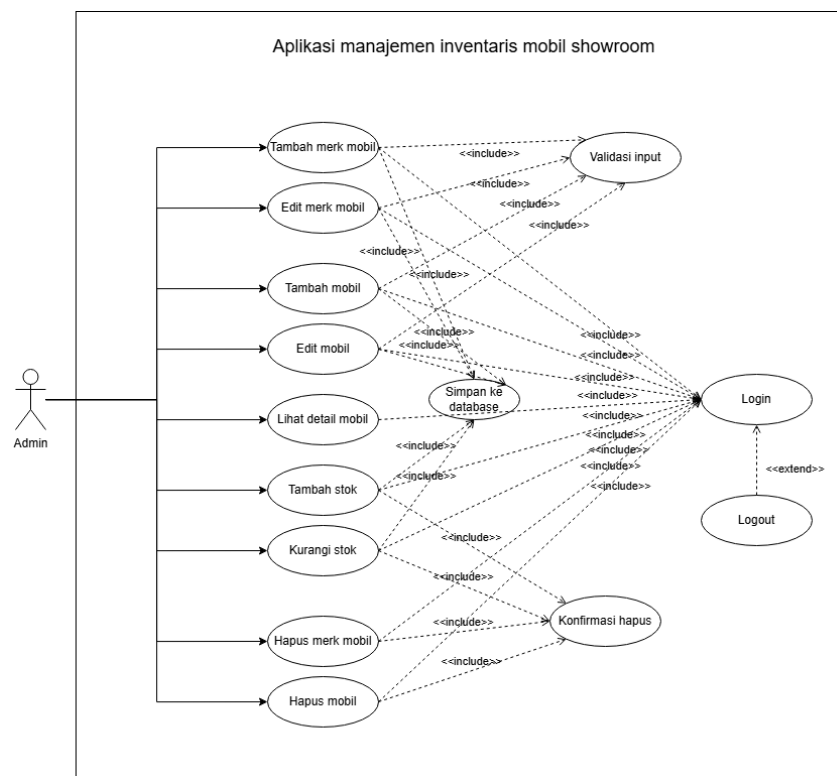 Aplikasi manajemen inventaris mobil showroom
Tambah merk mobil
<<include>>
Validasi input
<<include>>
Edit merk mobil
<<include>>
<<include>>
<<include>>
<<include>>
Tambah mobil
<<include>>
<<include>>
<<include>>
Edit mobil
<<include>>
<<include>>
Simpan ke
database
<<include>>
Login
Admin
Lihat detail mobil
<<include>>
<<include>>
<<include>>
<<include>>
<<include>>
<<extend>>
Tambah stok
<<include>>
<<include>>
Logout
<<include>>
Kurangi stok
<<include>>
<<include>>
Konfirmasi hapus
Hapus merk mobil
<<include>>
Hapus mobil